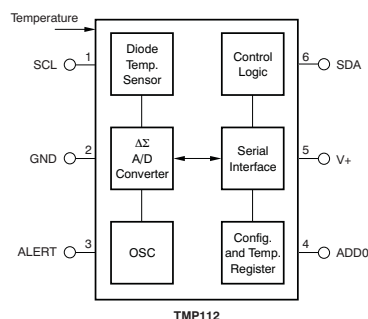 Temperature
SCL
1
Diode
Temp.
Sensor
Control
Logic
6
SDA
GND
2
ΔΣ
A/D
Converter
Serial
Interface
5
V+
ALERT
3
OSC
Config.
and Temp.
Register
4
ADD0
TMP112